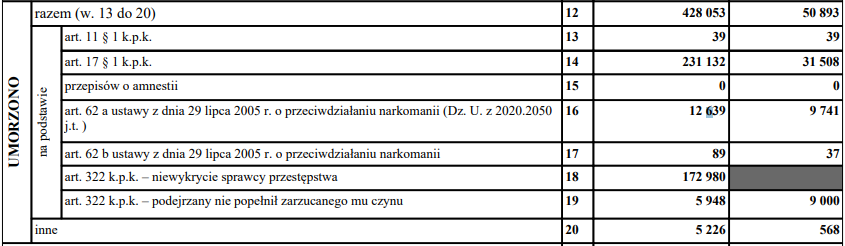 razem (w. 13 do 20) 12 428 053 50 893
UMORZONO
na podstawie
art. 11 § 1 k.p.k. 13 39 39
art. 17 § 1 k.p.k. 14 231 132 31 508
przepisów o amnestii 15 0 0
art. 62 a ustawy z dnia 29 lipca 2005 r. o przeciwdziałaniu narkomanii (Dz. U. z 2020.2050 16 12 639 9 741
j.t. )
art. 62 b ustawy z dnia 29 lipca 2005 r. o przeciwdziałaniu narkomanii 17 89 37
art. 322 k.p.k. – niewykrycie sprawcy przestępstwa 18 172 980
art. 322 k.p.k. – podejrzany nie popełnił zarzucanego mu czynu 19 5 948 9 000
inne 20 5 226 568